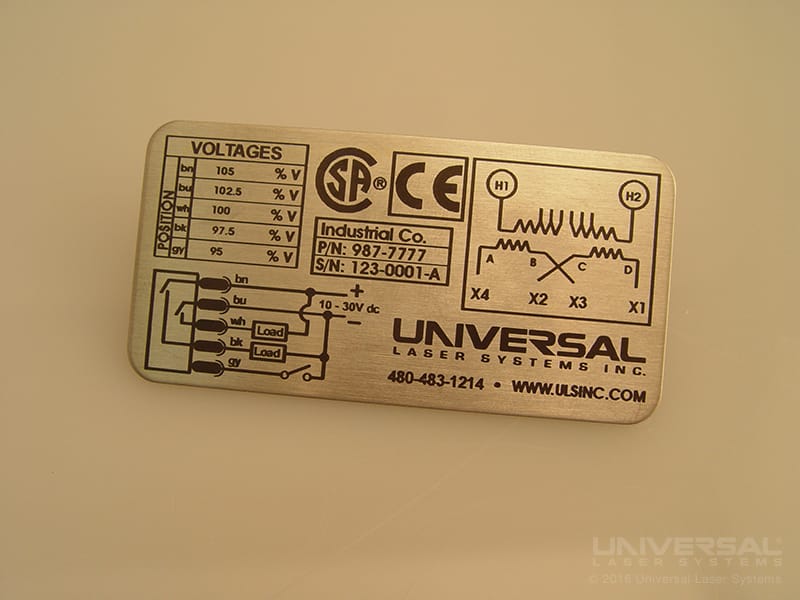 VOLTAGES
POSITION
bn 105 % V
bu 102.5 % V
wh 100 % V
bk 97.5 % V
gy 95 % V
SA ®
CE
Industrial Co.
P/N: 987-7777
S/N: 123-0001-A
H1 H2
A B C D
X4 X2 X3 X1
bn
+
bu
10 - 30V dc
wh Load
–
bk Load
gy
UNIVERSAL
LASER SYSTEMS INC.
480-483-1214 • WWW.ULSINC.COM
UNIVERSAL®
LASER SYSTEMS
© 2016 Universal Laser Systems